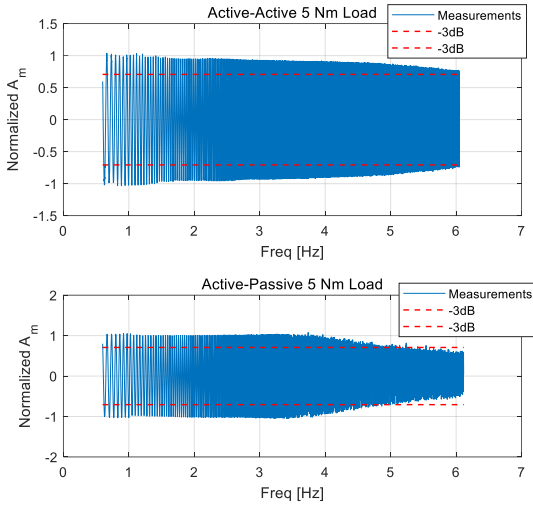 Active-Active 5 Nm Load
Measurements
-3dB
-3dB
1.5
1
0.5
0
-0.5
-1
-1.5
Normalized A_m
0 1 2 3 4 5 6 7
Freq [Hz]
Active-Passive 5 Nm Load
Measurements
-3dB
-3dB
2
1
0
-1
-2
Normalized A_m
0 1 2 3 4 5 6 7
Freq [Hz]